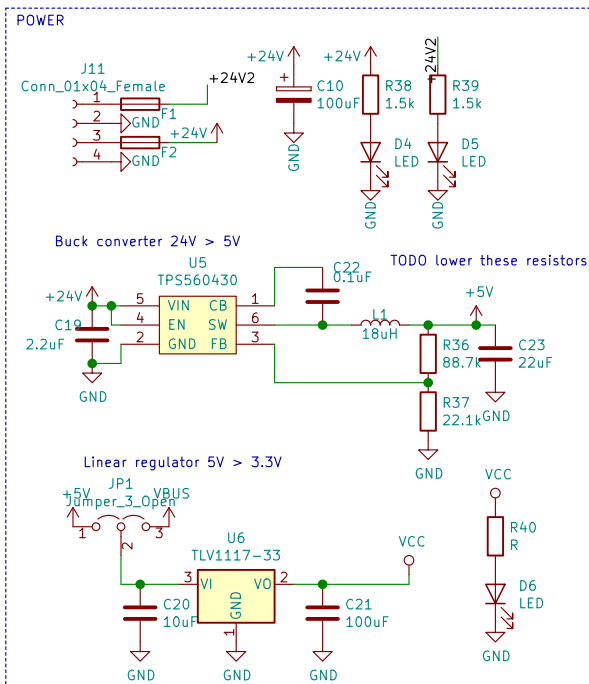 POWER
J11
Conn_01x04_Female
1
2
3
4
F1
GND
F2
GND
+24V2
+24V
+24V
C10
100uF
GND
+24V
R38
1.5k
D4
LED
GND
+24V2
R39
1.5k
D5
LED
GND
Buck converter 24V > 5V
TODO lower these resistors
U5
TPS560430
+24V
C19
2.2uF
GND
5 VIN CB 1
4 EN SW 6
2 GND FB 3
C22
0.1uF
L1
18uH
+5V
R36
88.7k
C23
22uF
GND
R37
22.1k
GND
Linear regulator 5V > 3.3V
JP1
Jumper_3_Open
+5V
VBUS
1
2
3
U6
TLV1117-33
3 VI VO 2
GND
1
GND
C20
10uF
GND
C21
100uF
GND
VCC
VCC
R40
R
D6
LED
GND